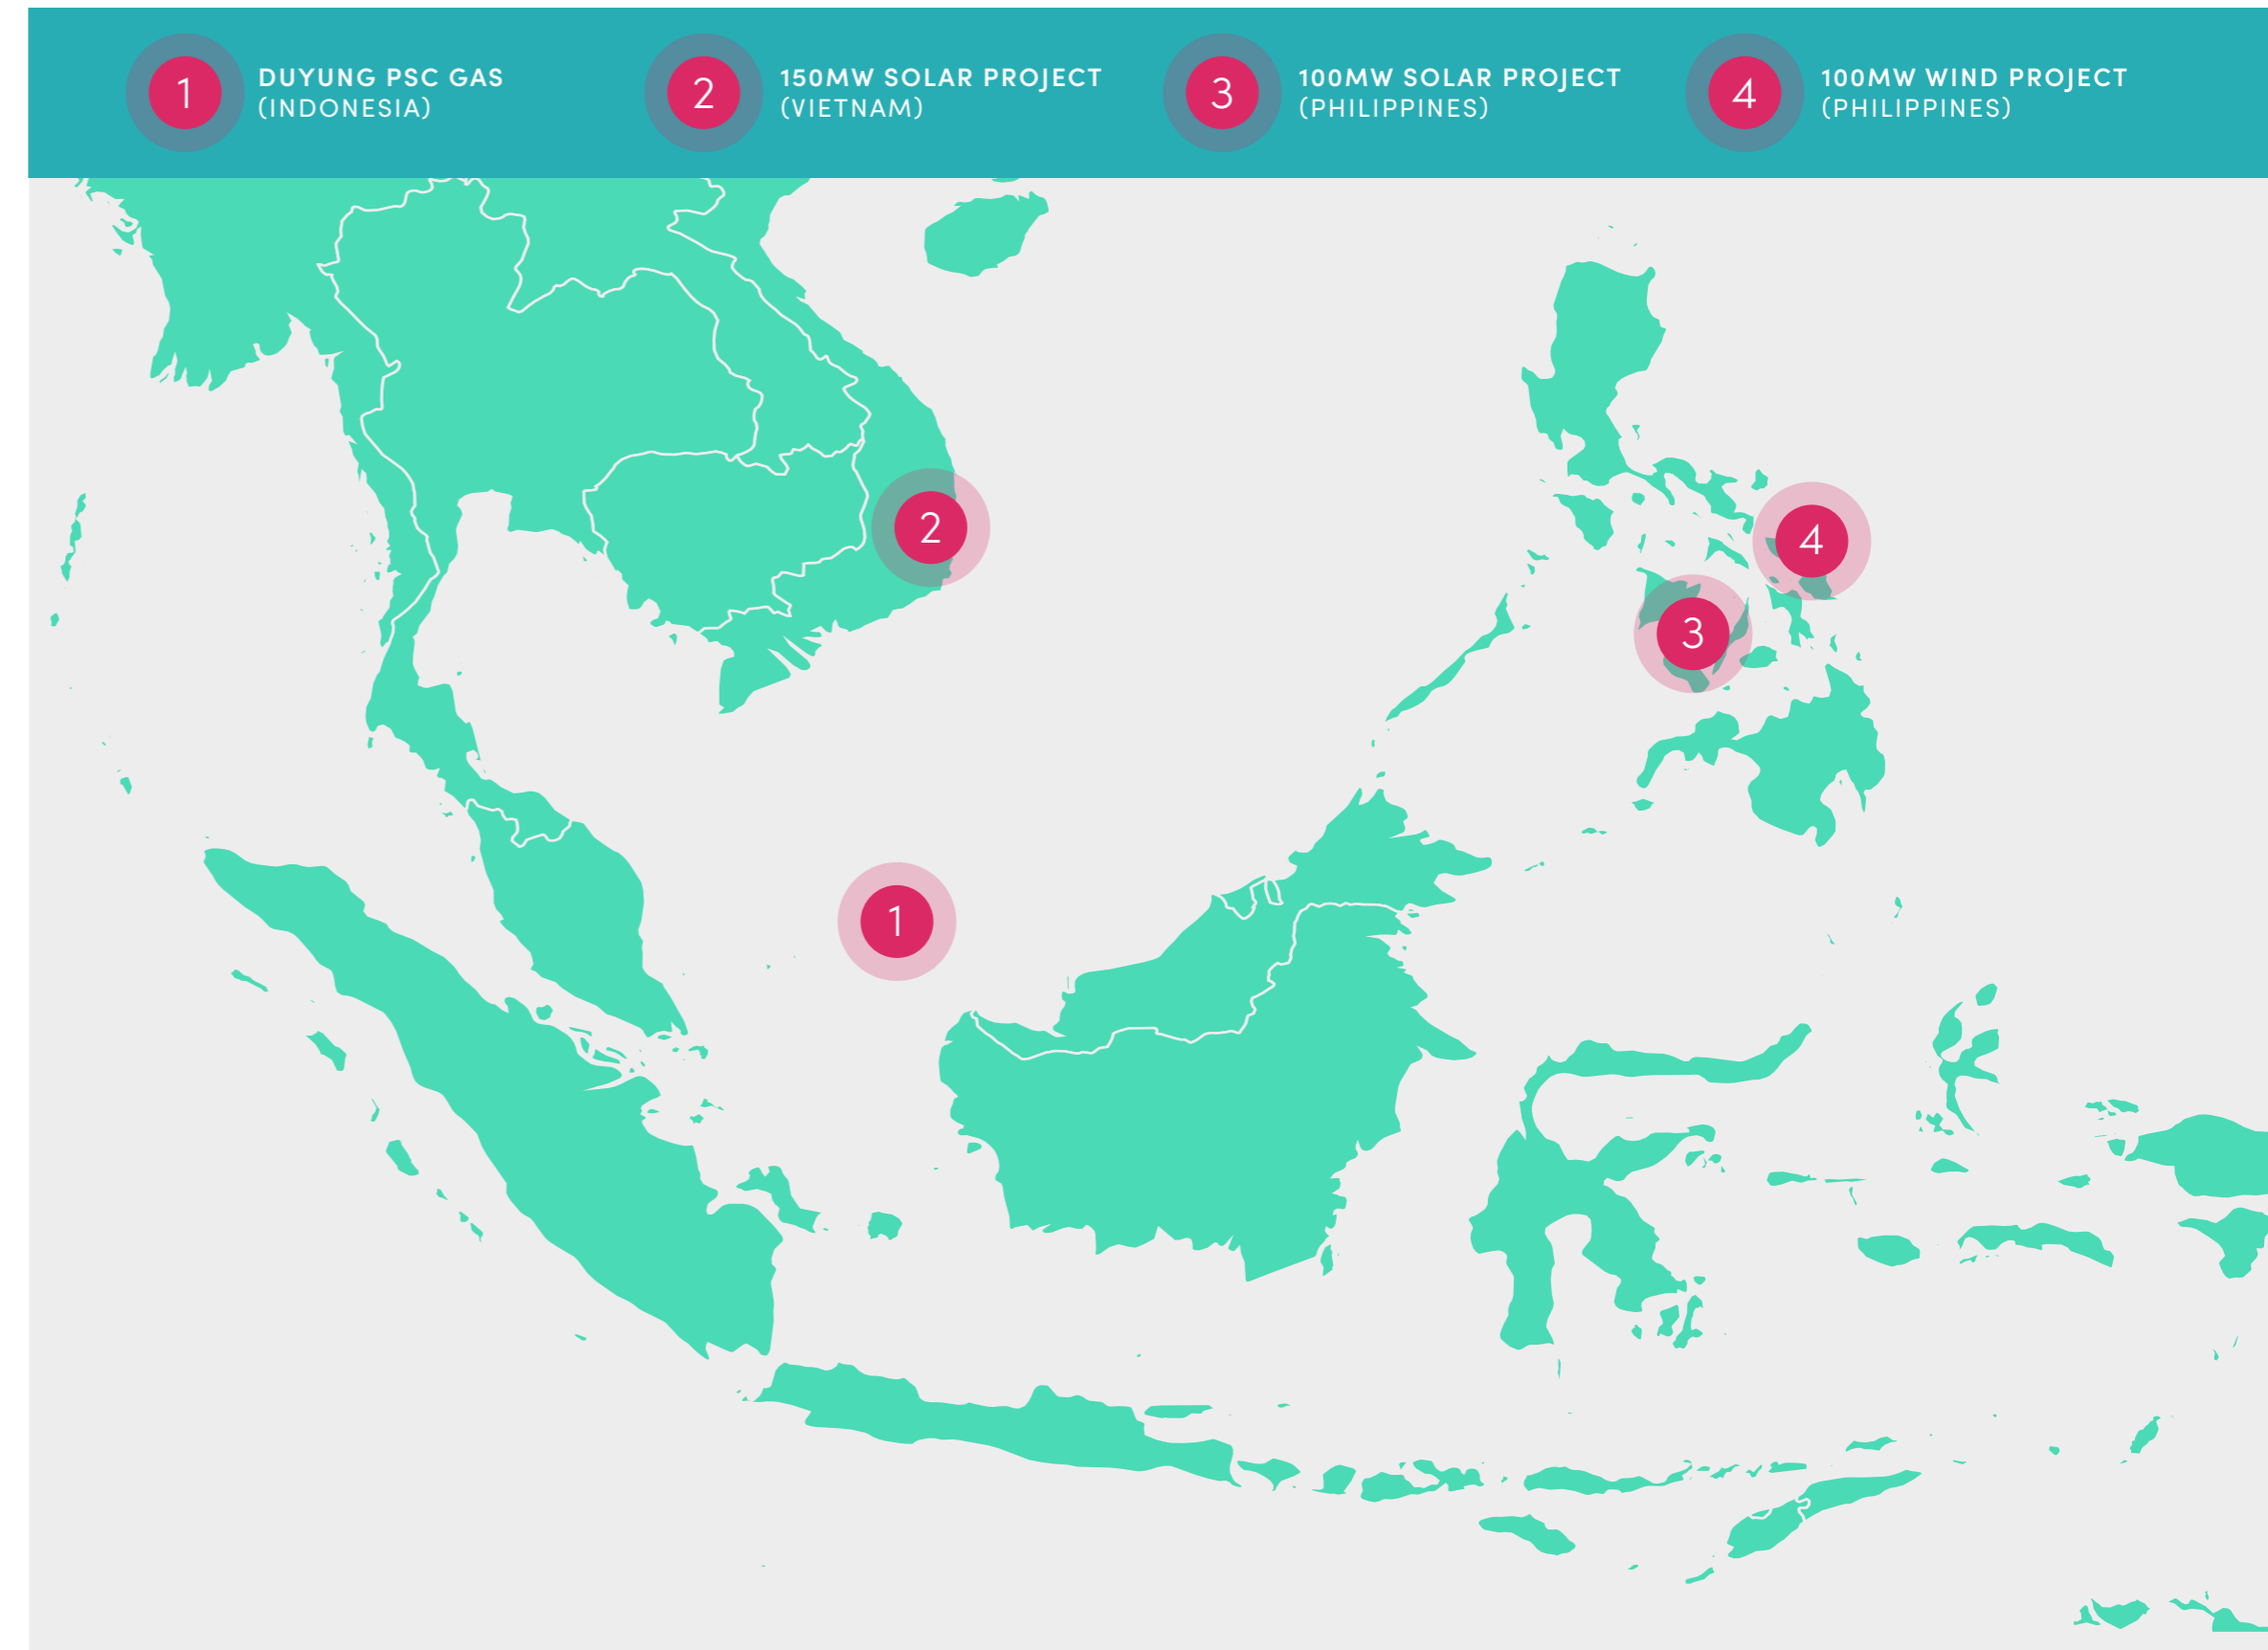 1
DUYUNG PSC GAS
(INDONESIA)
2
150MW SOLAR PROJECT
(VIETNAM)
3
100MW SOLAR PROJECT
(PHILIPPINES)
4
100MW WIND PROJECT
(PHILIPPINES)
2
4
3
1